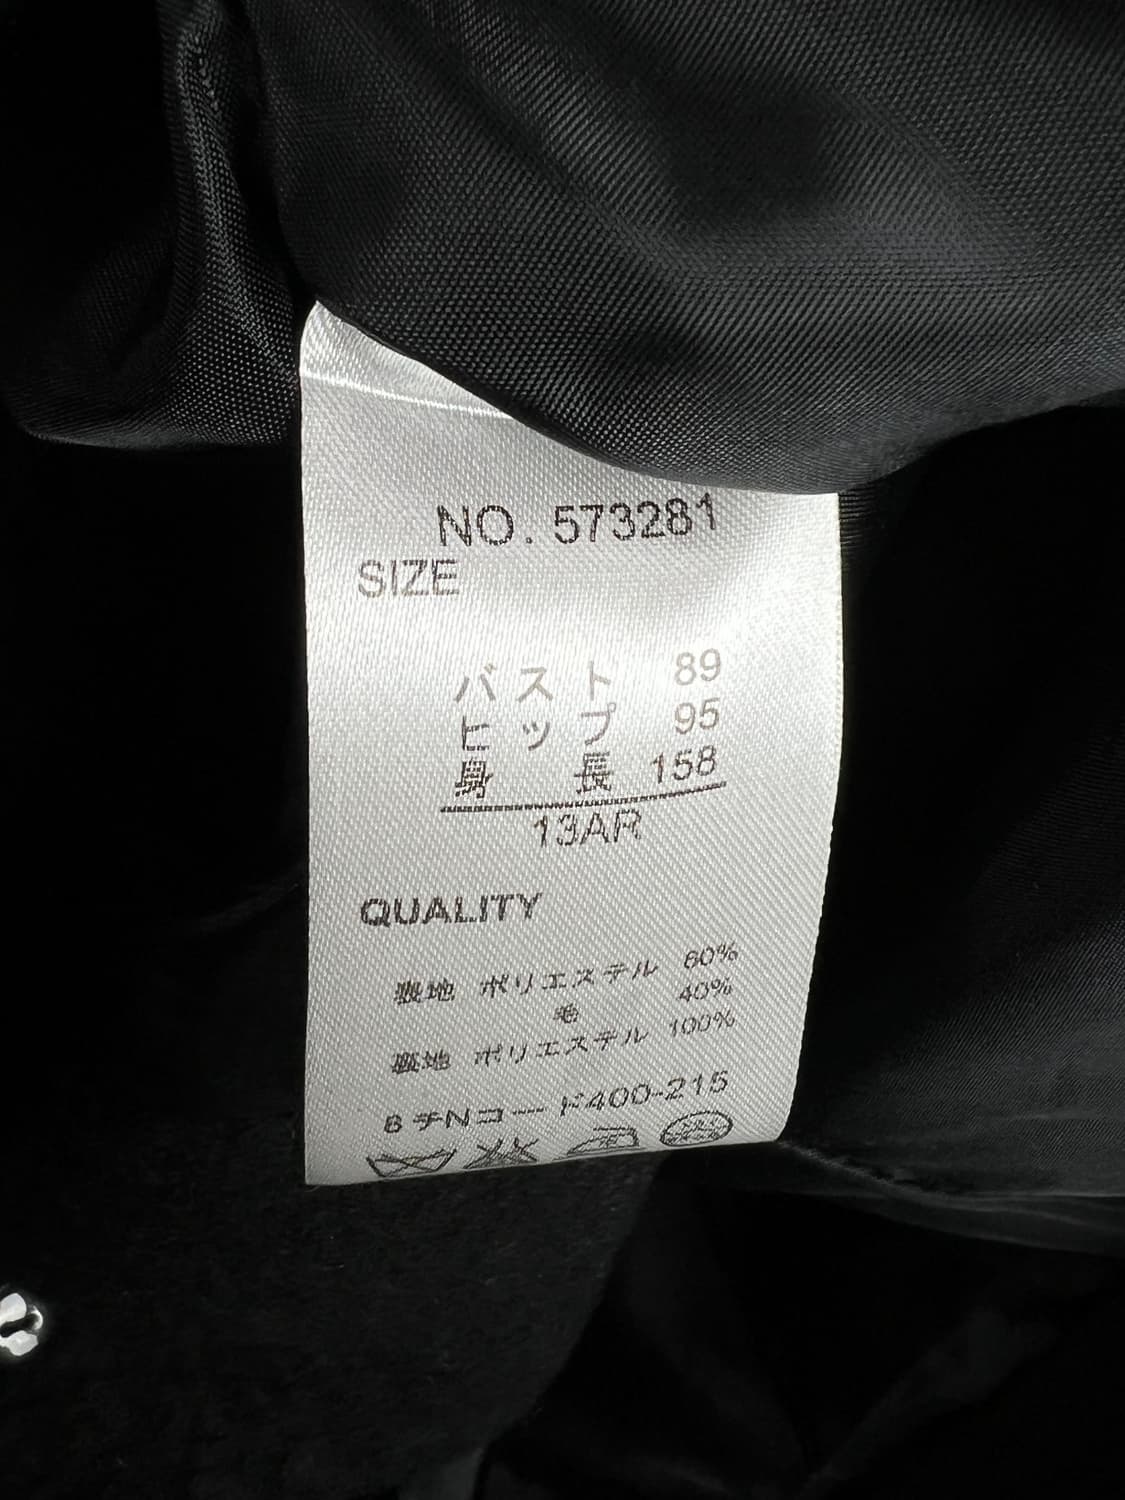 NO. 573281
SIZE
バスト 89
ヒップ 95
身長 158
13AR
QUALITY
表地 ポリエステル 60%
毛 40%
裏地 ポリエステル 100%
8チNコード400-215